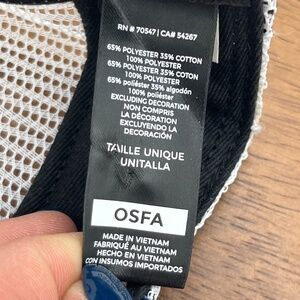 RN # 70547 | CA# 54267
65% POLYESTER 35% COTTON
100% POLYESTER
65% POLYESTER 35% COTON
100% POLYESTER
65% poliéster 35% algodón
100% poliéster
EXCLUDING DECORATION
NON COMPRIS
LA DÉCORATION
EXCLUYENDO LA
DECORACIÓN
TAILLE UNIQUE
UNITALLA
OSFA
MADE IN VIETNAM
FABRIQUÉ AU VIETNAM
HECHO EN VIETNAM
CON INSUMOS IMPORTADOS